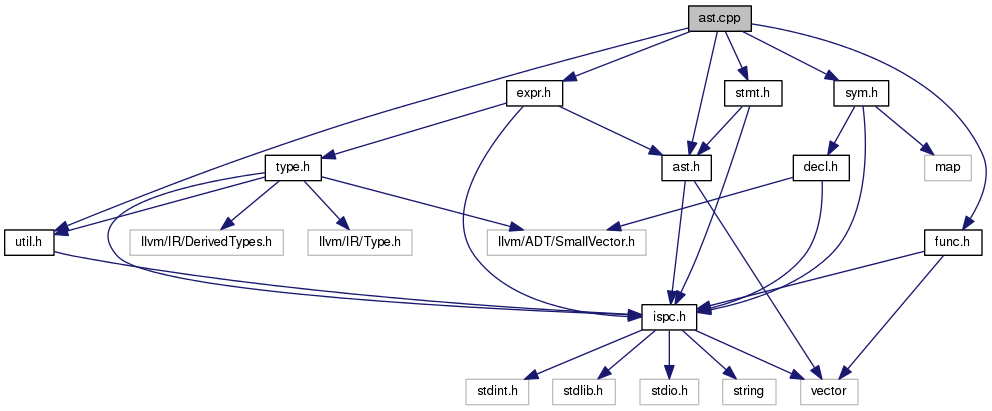 ast.cpp
expr.h
stmt.h
sym.h
type.h
ast.h
decl.h
map
util.h
llvm/IR/DerivedTypes.h
llvm/IR/Type.h
llvm/ADT/SmallVector.h
func.h
ispc.h
stdint.h
stdlib.h
stdio.h
string
vector